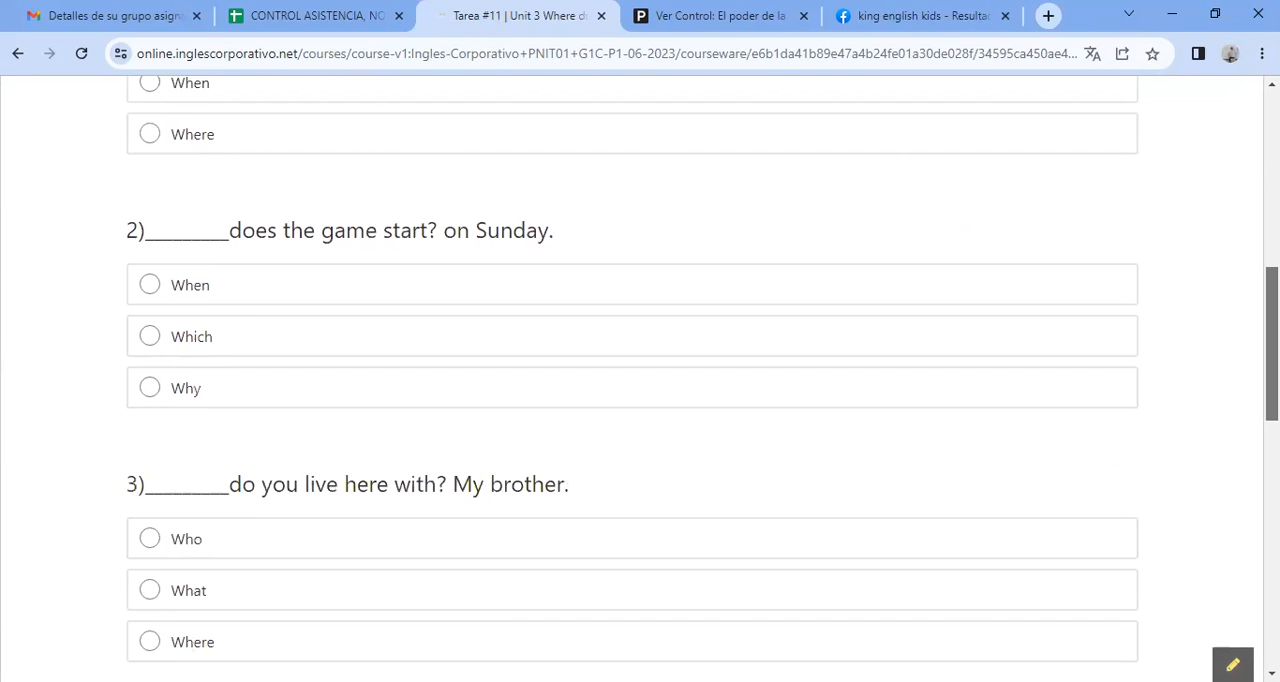 Detalles de su grupo asigna
CONTROL ASISTENCIA, NO
Tarea #11 | Unit 3 Where d
Ver Control: El poder de la
king english kids - Resultad
online.inglescorporativo.net/courses/course-v1:Ingles-Corporativo+PNIT01+G1C-P1-06-2023/courseware/e6b1da41b89e47a4b24fe01a30de028f/34595ca450ae4...
When
Where
2)________does the game start? on Sunday.
When
Which
Why
3)________do you live here with? My brother.
Who
What
Where